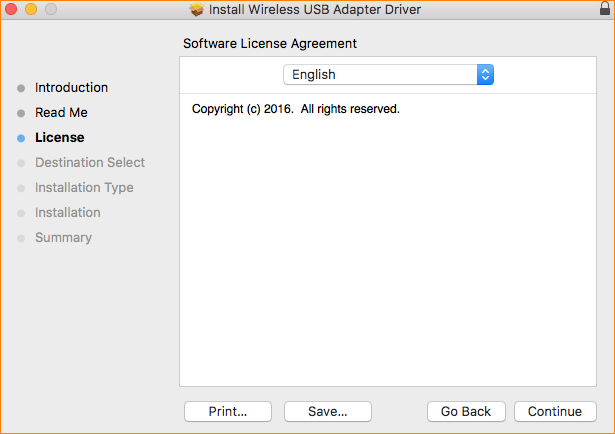 Install Wireless USB Adapter Driver
Software License Agreement
Introduction
Read Me
License
Destination Select
Installation Type
Installation
Summary
English
Copyright (c) 2016.  All rights reserved.
Print...
Save...
Go Back
Continue